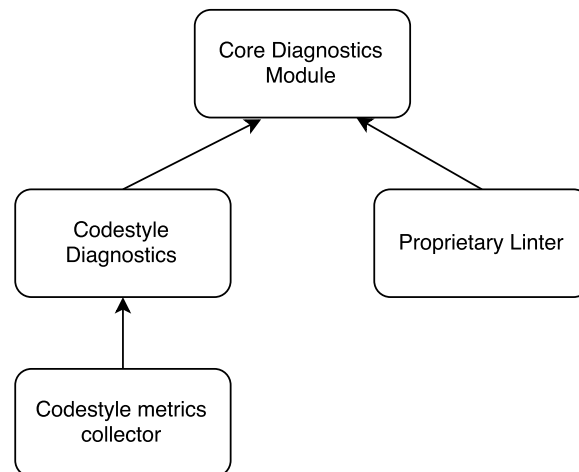 Core Diagnostics
Module
Codestyle
Diagnostics
Proprietary Linter
Codestyle metrics
collector